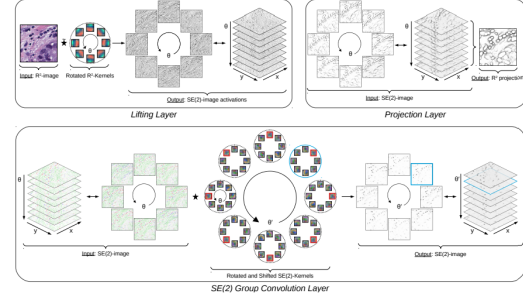 θ
θ
θ
y
x
Input: R²-image
Rotated R²-Kernels
Output: SE(2)-image activations
Lifting Layer
θ
θ
y
x
Input: SE(2)-image
Output: R² projection
Projection Layer
θ
y
x
θ
θ
θ'
θ'
θ'
y
x
Input: SE(2)-image
Rotated and Shifted SE(2)-Kernels
Output: SE(2)-image
SE(2) Group Convolution Layer